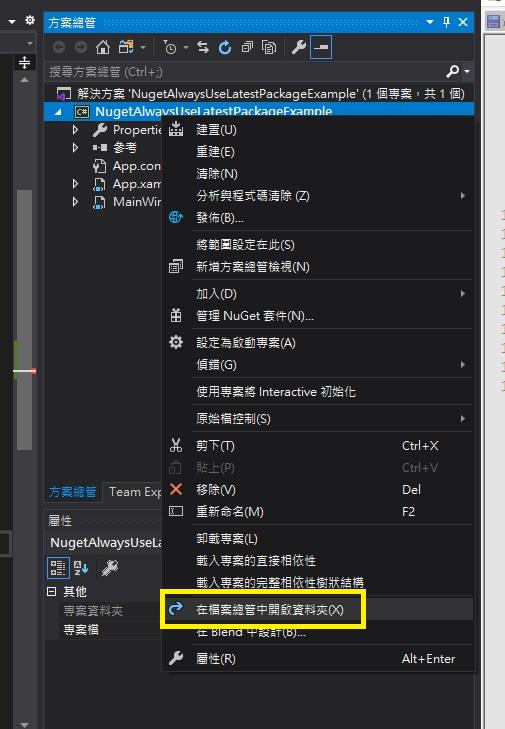 方案總管
搜尋方案總管 (Ctrl+;)
解決方案 'NugetAlwaysUseLatestPackageExample' (1 個專案，共 1 個)
C# NugetAlwaysUseLatestPackageExample
Propertie
參考
App.con
App.xam
MainWin
建置(U)
重建(E)
清除(N)
分析與程式碼清除 (Z)
發佈(B)...
將範圍設定在此(S)
新增方案總管檢視(N)
加入(D)
管理 NuGet 套件(N)...
設定為啟動專案(A)
偵錯(G)
使用專案將 Interactive 初始化
原始檔控制(S)
剪下(T) Ctrl+X
貼上(P) Ctrl+V
移除(V) Del
重新命名(M) F2
卸載專案(L)
載入專案的直接相依性
載入專案的完整相依性樹狀結構
在檔案總管中開啟資料夾(X)
在 Blend 中設計(B)...
屬性(R) Alt+Enter
方案總管 Team Exp
屬性
NugetAlwaysUseLa
其他
專案資料夾
專案檔